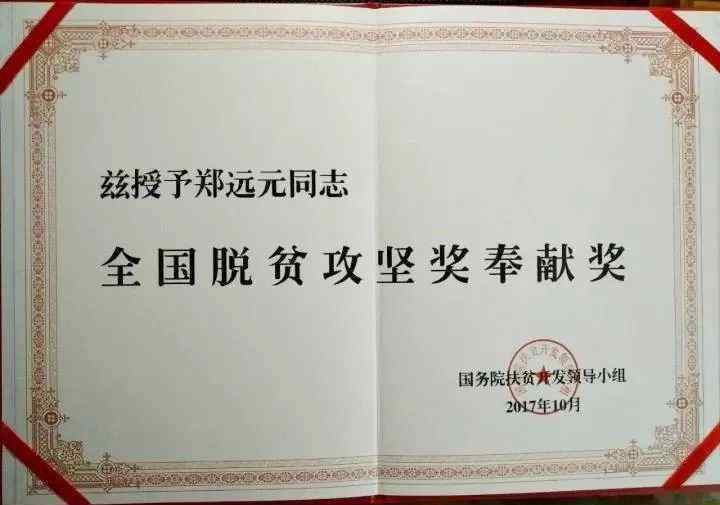 兹授予郑远元同志
全国脱贫攻坚奖奉献奖
国务院扶贫开发领导小组
2017年10月